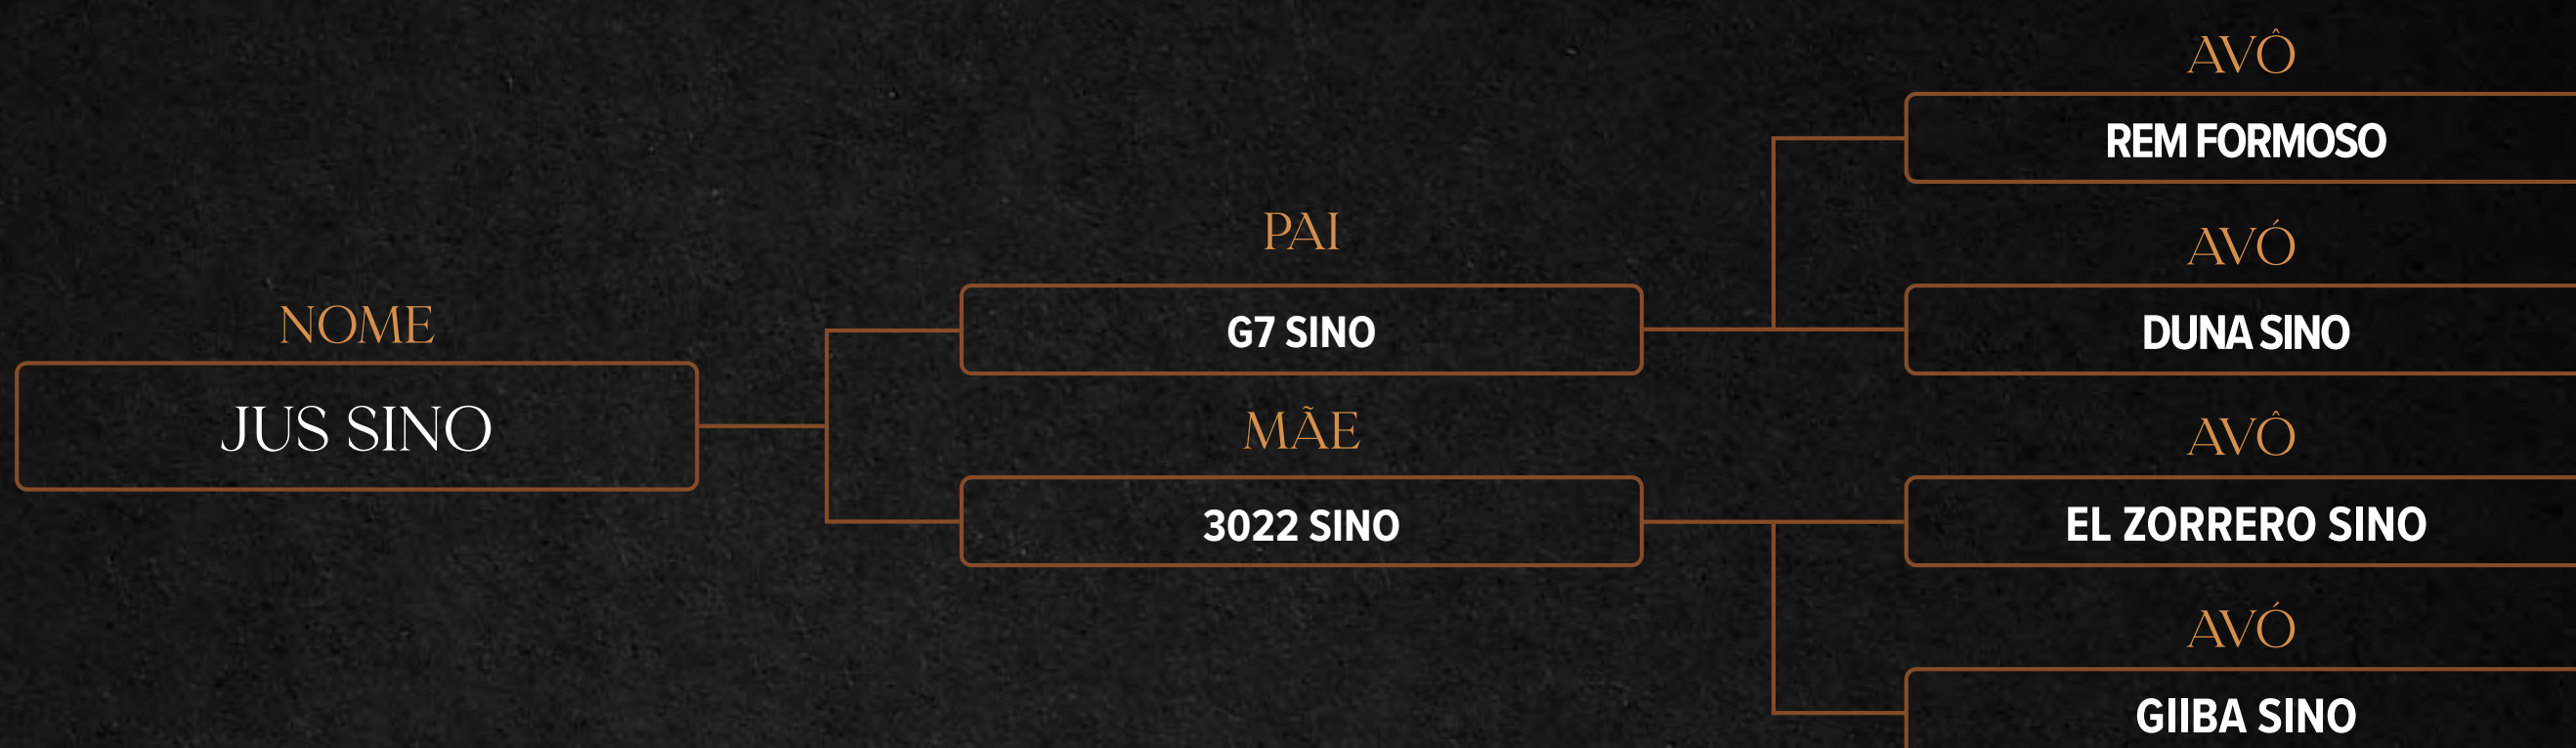 NOME
JUS SINO
PAI
G7 SINO
MÃE
3022 SINO
AVÔ
REM FORMOSO
AVÓ
DUNA SINO
AVÔ
EL ZORRERO SINO
AVÓ
GIIBA SINO